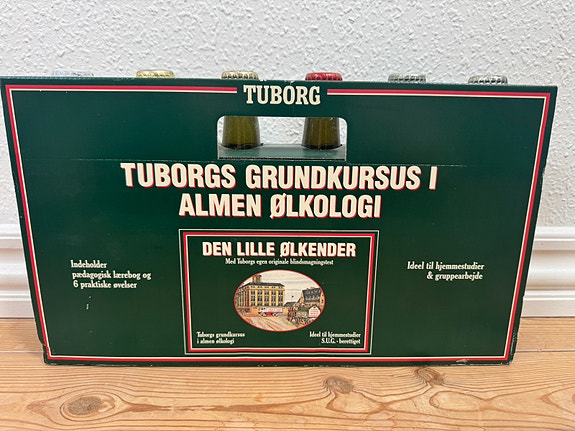 TUBORG
TUBORGS GRUNDKURSUS I
ALMEN ØLKOLOGI
Indeholder
pædagogisk lærebog og
6 praktiske øvelser
DEN LILLE ØLKENDER
Med Tuborgs egen originale blindsmagningstest
Tuborgs grundkursus
i almen ølkologi
Ideel til hjemmestudier
S.U.G. - berettiget
Ideel til hjemmestudier
& gruppearbejde